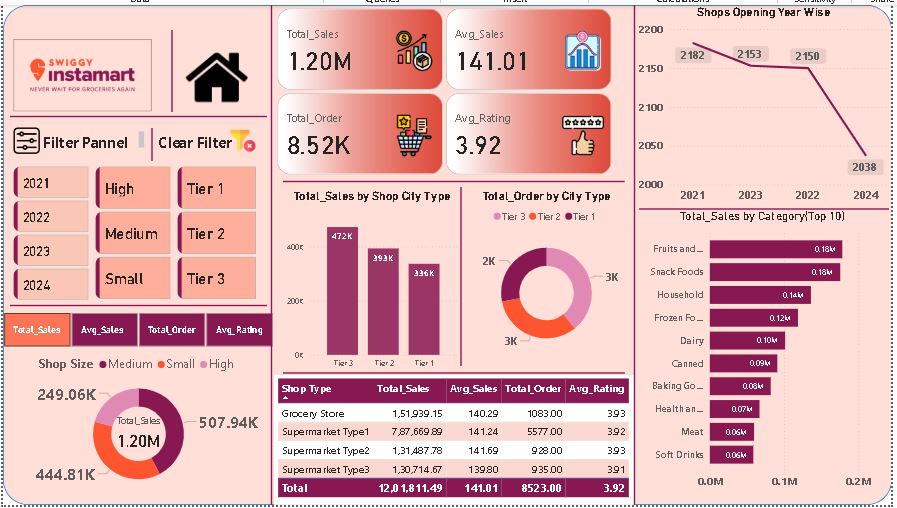 SWIGGY
instamart
NEVER WAIT FOR GROCERIES AGAIN
Filter Pannel
Clear Filter
2021
2022
2023
2024
High
Medium
Small
Tier 1
Tier 2
Tier 3
Total_Sales
Avg_Sales
Total_Order
Avg_Rating
Shop Size Medium Small High
249.06K
507.94K
444.81K
Total_Sales
1.20M
Total_Sales
1.20M
Avg_Sales
141.01
Total_Order
8.52K
Avg_Rating
3.92
Total_Sales by Shop City Type
400K
200K
0K
472K
393K
336K
Tier 3 Tier 2 Tier 1
Total_Order by City Type
Tier 3 Tier 2 Tier 1
2K
3K
3K
Shop Type Total_Sales Avg_Sales Total_Order Avg_Rating
Grocery Store 1,51,939.15 140.29 1083.00 3.93
Supermarket Type1 7,87,669.89 141.24 5577.00 3.92
Supermarket Type2 1,31,487.78 141.69 928.00 3.93
Supermarket Type3 1,30,714.67 139.80 935.00 3.91
Total 12,01,811.49 141.01 8523.00 3.92
Shops Opening Year Wise
2200
2150
2100
2050
2000
2182
2153
2150
2038
2021 2023 2022 2024
Total_Sales by Category(Top 10)
Fruits and... 0.18M
Snack Foods 0.18M
Household 0.14M
Frozen Fo... 0.12M
Dairy 0.10M
Canned 0.09M
Baking Go... 0.08M
Health an... 0.07M
Meat 0.06M
Soft Drinks 0.06M
0.0M 0.1M 0.2M